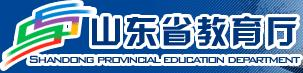 山东省教育厅
SHANDONG PROVINCIAL EDUCATION DEPARTMENT